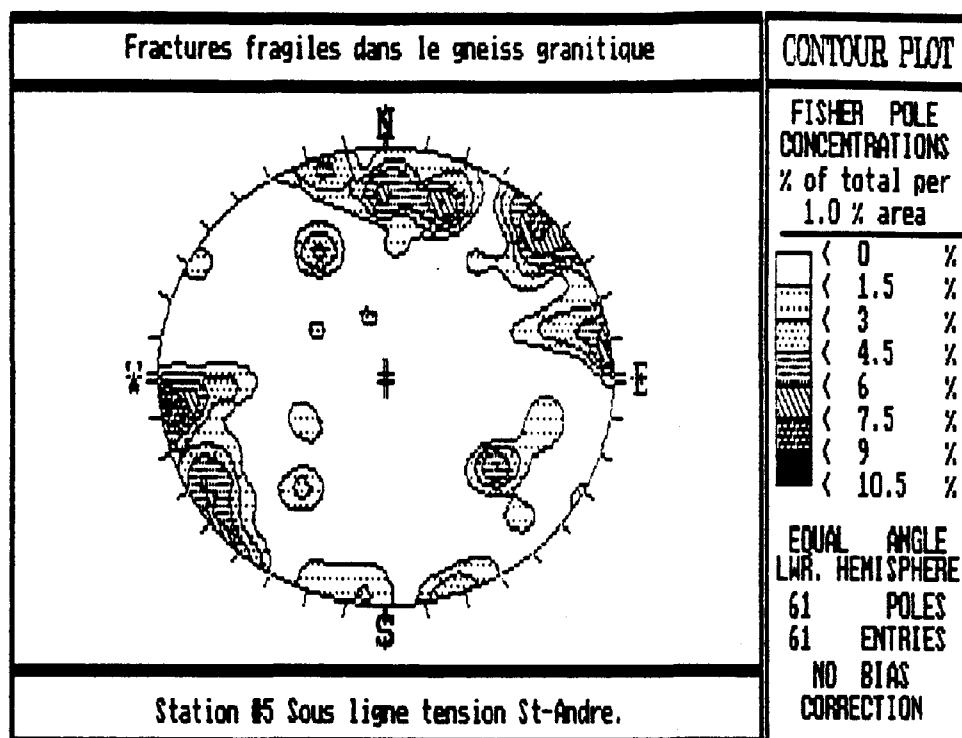 Fractures fragiles dans le gneiss granitique
N
W
E
S
Station #5 Sous ligne tension St-Andre.
CONTOUR PLOT
FISHER POLE
CONCENTRATIONS
% of total per
1.0 % area
< 0 %
< 1.5 %
< 3 %
< 4.5 %
< 6 %
< 7.5 %
< 9 %
< 10.5 %
EQUAL ANGLE
LWR. HEMISPHERE
61 POLES
61 ENTRIES
NO BIAS
CORRECTION